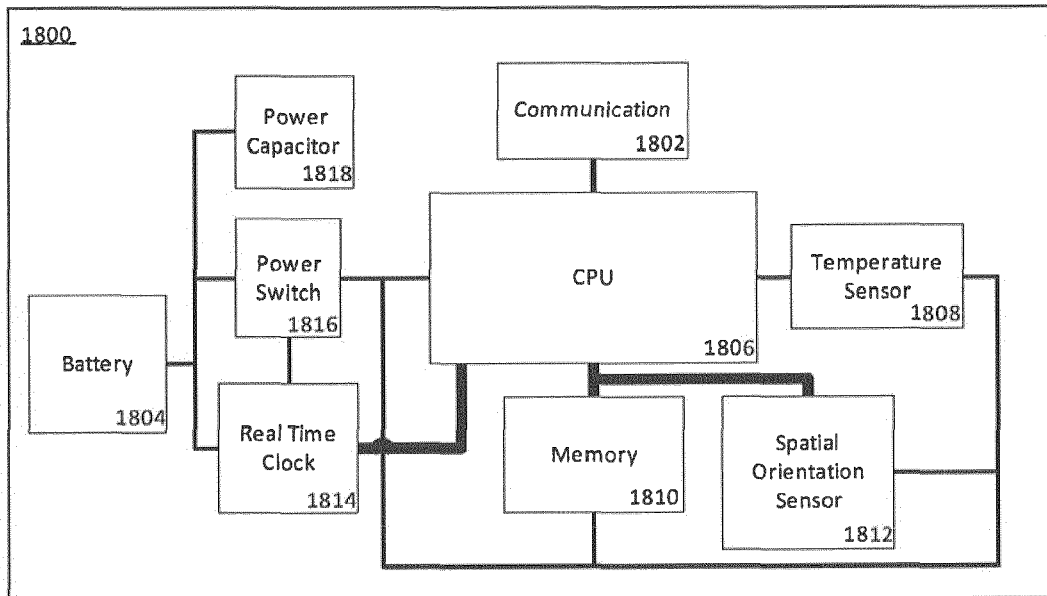 1800
Power
Capacitor
1818
Communication
1802
Power
Switch
1816
CPU
1806
Temperature
Sensor
1808
Battery
1804
Real Time
Clock
1814
Memory
1810
Spatial
Orientation
Sensor
1812